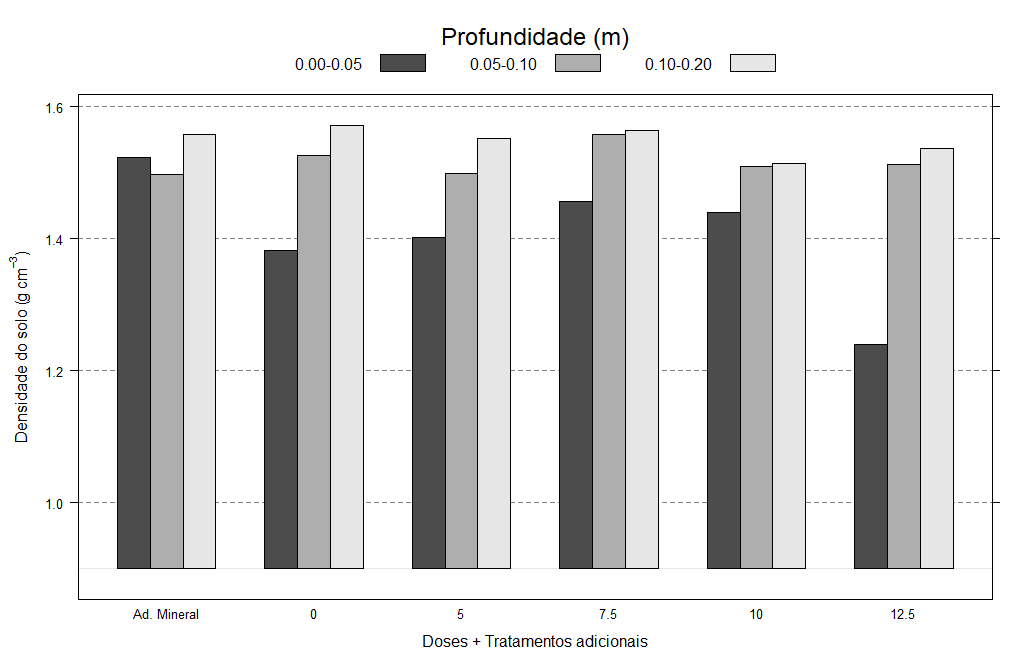 Profundidade (m)
0.00-0.05 0.05-0.10 0.10-0.20
Densidade do solo (g cm⁻³)
1.6
1.4
1.2
1.0
Ad. Mineral 0 5 7.5 10 12.5
Doses + Tratamentos adicionais